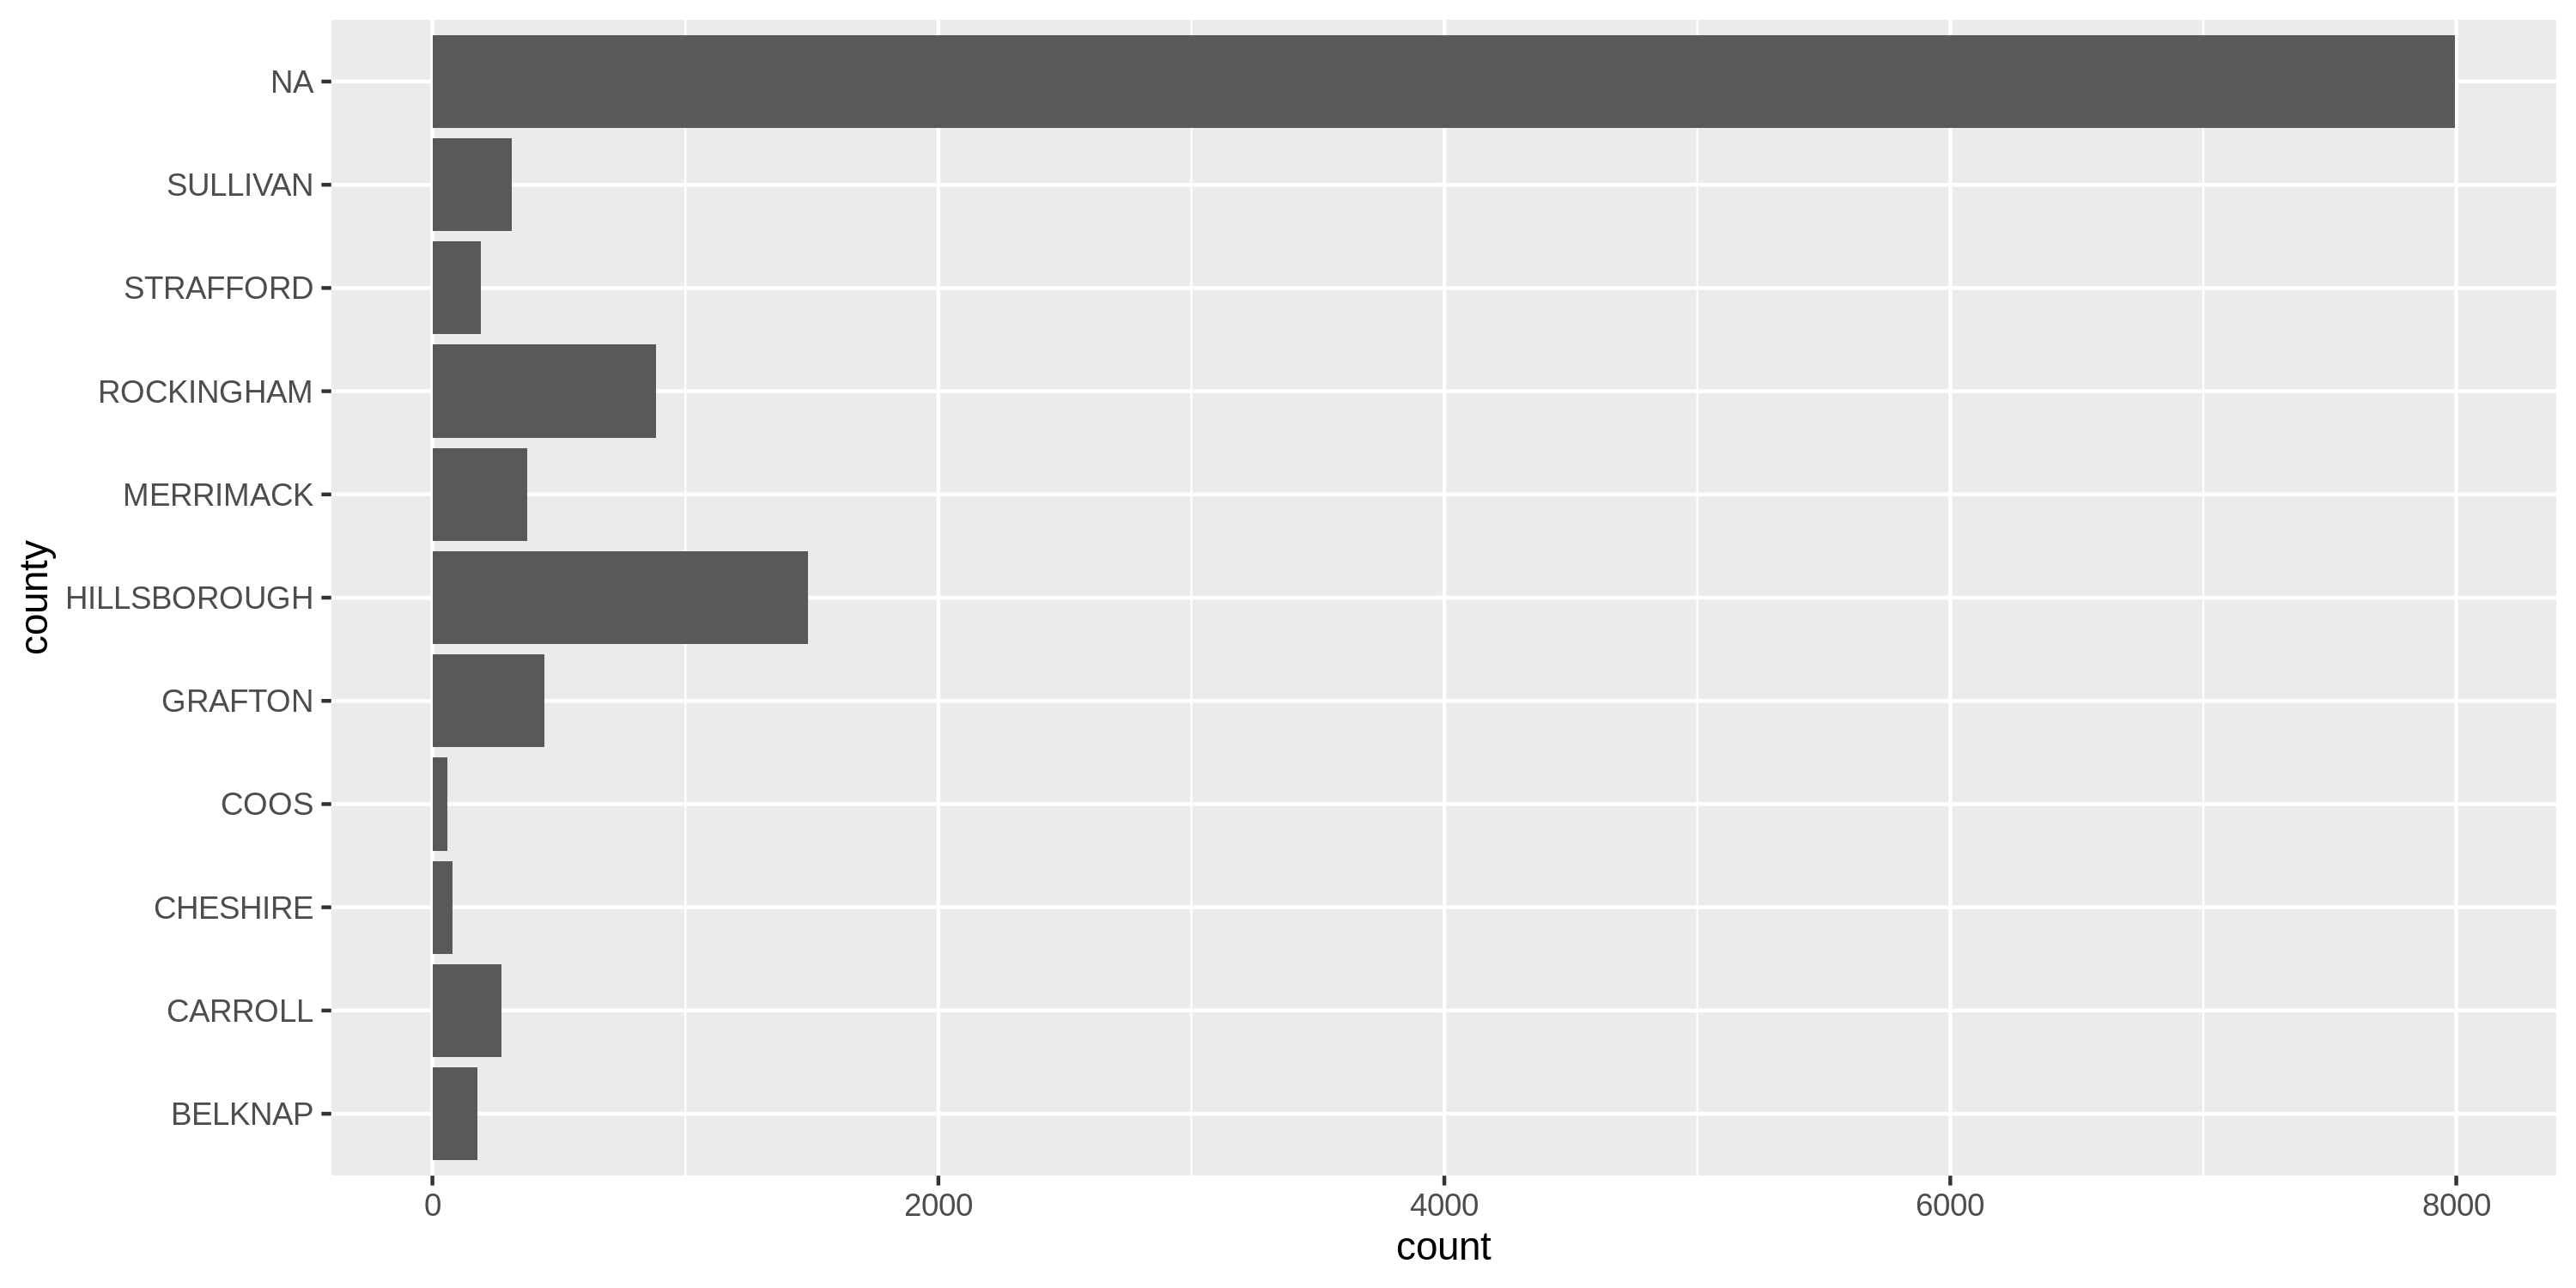 NA
SULLIVAN
STRAFFORD
ROCKINGHAM
MERRIMACK
HILLSBOROUGH
GRAFTON
COOS
CHESHIRE
CARROLL
BELKNAP
county
0 2000 4000 6000 8000
count